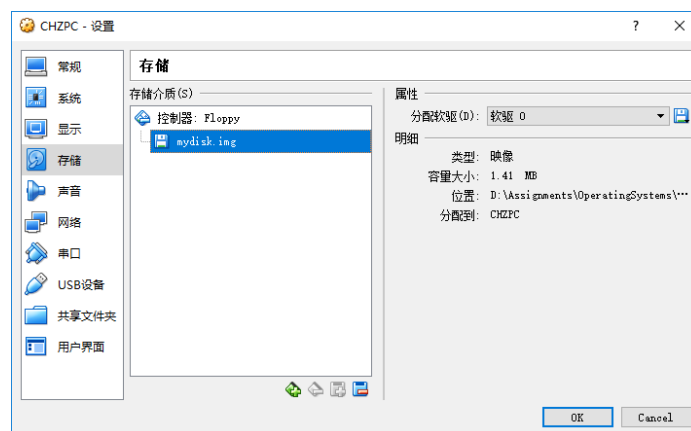 CHZPC - 设置
? ×
常规
系统
显示
存储
声音
网络
串口
USB设备
共享文件夹
用户界面
存储
存储介质(S)
控制器: Floppy
mydisk.img
属性
分配软驱(D): 软驱 0
明细
类型: 映像
容量大小: 1.41 MB
位置: D:\Assignments\OperatingSystems\···
分配到: CHZPC
OK Cancel